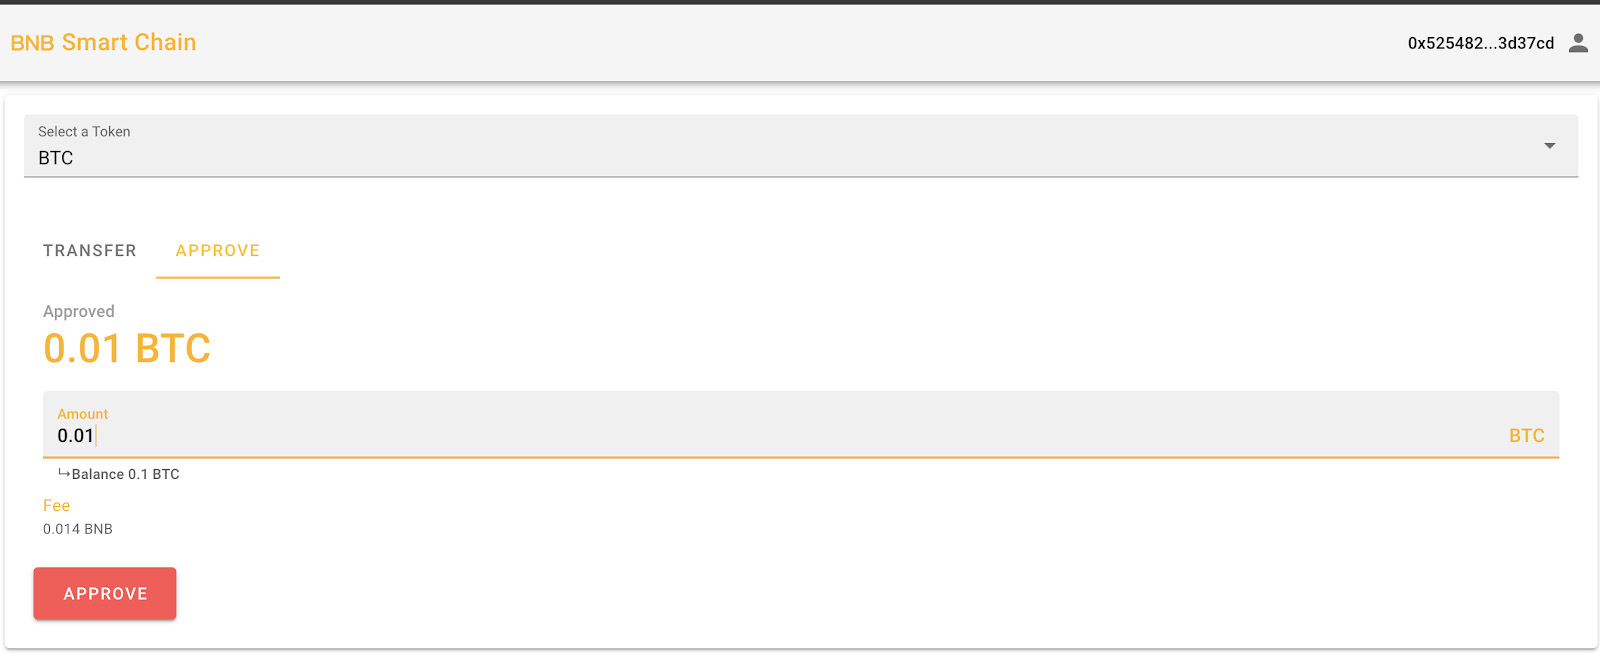 BNB Smart Chain
0x525482...3d37cd
Select a Token
BTC
TRANSFER APPROVE
Approved
0.01 BTC
Amount
0.01 BTC
↳Balance 0.1 BTC
Fee
0.014 BNB
APPROVE